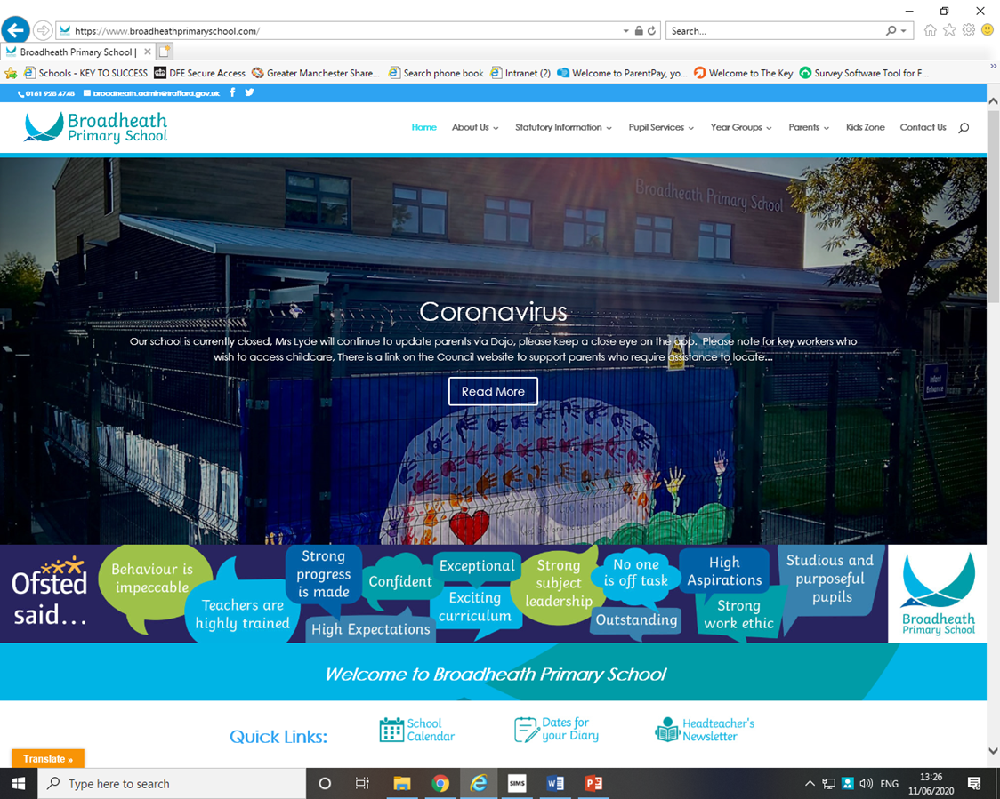 https://www.broadheathprimaryschool.com/
Search...
Broadheath Primary School |
Schools - KEY TO SUCCESS
DFE Secure Access
Greater Manchester Share...
Search phone book
Intranet (2)
Welcome to ParentPay, yo...
Welcome to The Key
Survey Software Tool for F...
0161 928 4748
broadheath.admin@trafford.gov.uk
Broadheath
Primary School
Home
About Us
Statutory Information
Pupil Services
Year Groups
Parents
Kids Zone
Contact Us
Broadheath Primary School
Coronavirus
Our school is currently closed, Mrs Lyde will continue to update parents via Dojo, please keep a close eye on the app. Please note for key workers who
wish to access childcare, There is a link on the Council website to support parents who require assistance to locate...
Read More
Infant
Entrance
Ofsted
said...
Behaviour is
impeccable
Teachers are
highly trained
Strong
progress
is made
High Expectations
Confident
Exceptional
Exciting
curriculum
Strong
subject
leadership
No one
is off task
Outstanding
High
Aspirations
Strong
work ethic
Studious and
purposeful
pupils
Broadheath
Primary School
Welcome to Broadheath Primary School
Quick Links:
School
Calendar
Dates for
your Diary
Headteacher's
Newsletter
Translate »
Type here to search
SIMS
ENG
13:26
11/06/2020